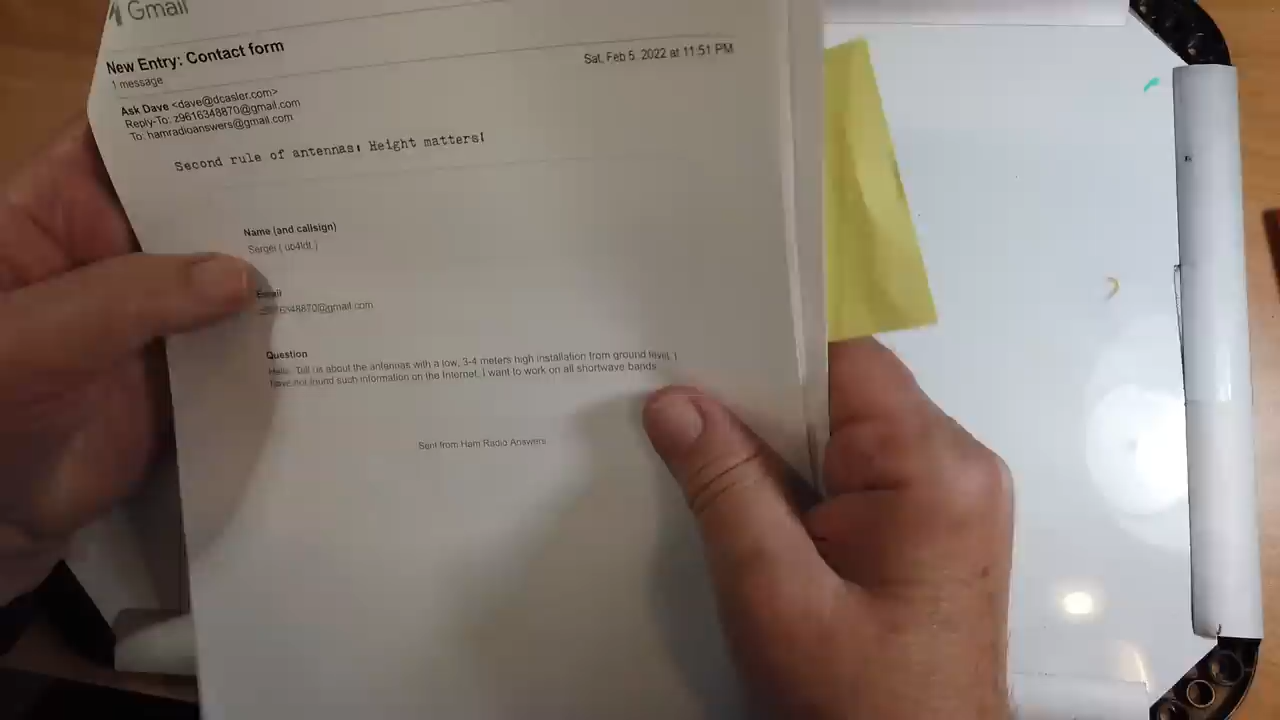 Gmail
New Entry: Contact form
1 message
Ask Dave <dave@dcasler.com>
Sat, Feb 5, 2022 at 11:51 PM
Reply-To: z9616348870@gmail.com
To: hamradioanswers@gmail.com
Second rule of antennas: Height matters!
Name (and callsign)
Sergei
Email
z9616348870@gmail.com
Question
Hello. Tell us about the antennas with a low, 3-4 meters high installation from ground level. I
have not found such information on the Internet. I want to work on all shortwave bands
Sent from Ham Radio Answers